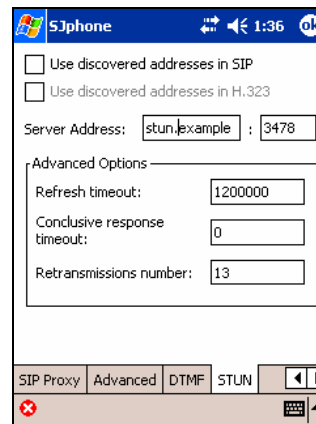 SJphone 1:36 ok
Use discovered addresses in SIP
Use discovered addresses in H.323
Server Address: stun.example : 3478
Advanced Options
Refresh timeout: 1200000
Conclusive response
timeout: 0
Retransmissions number: 13
SIP Proxy Advanced DTMF STUN